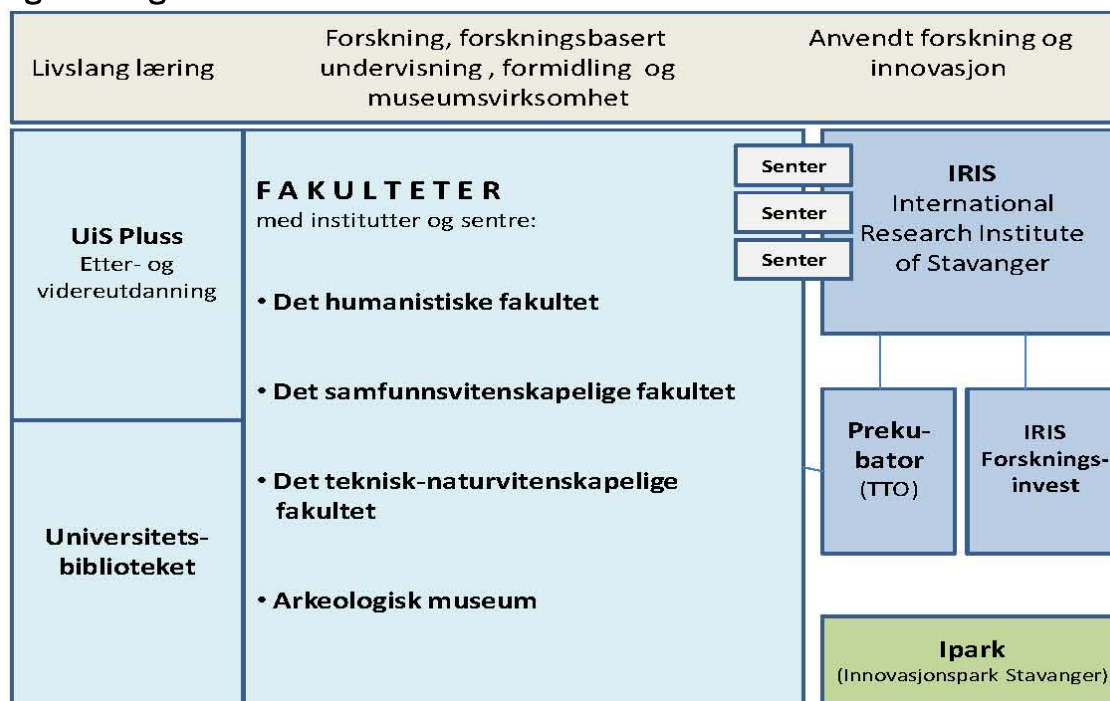 Livslang læring
Forskning, forskningsbasert
undervisning , formidling og
museumsvirksomhet
Anvendt forskning og
innovasjon
UiS Pluss
Etter- og
videreutdanning
Universitets-
biblioteket
F A K U L T E T E R
med institutter og sentre:
• Det humanistiske fakultet
• Det samfunnsvitenskapelige fakultet
• Det teknisk-naturvitenskapelige
fakultet
• Arkeologisk museum
Senter
Senter
Senter
IRIS
International
Research Institute
of Stavanger
Preku-
bator
(TTO)
IRIS
Forsknings-
invest
Ipark
(Innovasjonspark Stavanger)